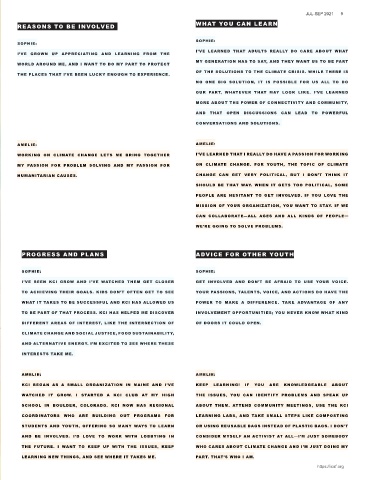 JUL-SEP 2021 9
REASONS TO BE INVOLVED
SOPHIE:
I'VE GROWN UP APPRECIATING AND LEARNING FROM THE
WORLD AROUND ME, AND I WANT TO DO MY PART TO PROTECT
THE PLACES THAT I'VE BEEN LUCKY ENOUGH TO EXPERIENCE.
AMELIE:
WORKING ON CLIMATE CHANGE LETS ME BRING TOGETHER
MY PASSION FOR PROBLEM SOLVING AND MY PASSION FOR
HUMANITARIAN CAUSES.
WHAT YOU CAN LEARN
SOPHIE:
I'VE LEARNED THAT ADULTS REALLY DO CARE ABOUT WHAT
MY GENERATION HAS TO SAY, AND THEY WANT US TO BE PART
OF THE SOLUTIONS TO THE CLIMATE CRISIS. WHILE THERE IS
NO ONE BIG SOLUTION, IT IS POSSIBLE FOR US ALL TO DO
OUR PART, WHATEVER THAT MAY LOOK LIKE. I'VE LEARNED
MORE ABOUT THE POWER OF CONNECTIVITY AND COMMUNITY,
AND THAT OPEN DISCUSSIONS CAN LEAD TO POWERFUL
CONVERSATIONS AND SOLUTIONS.
AMELIE:
I'VE LEARNED THAT I REALLY DO HAVE A PASSION FOR WORKING
ON CLIMATE CHANGE. FOR YOUTH, THE TOPIC OF CLIMATE
CHANGE CAN GET VERY POLITICAL, BUT I DON'T THINK IT
SHOULD BE THAT WAY. WHEN IT GETS TOO POLITICAL, SOME
PEOPLE ARE HESITANT TO GET INVOLVED. IF YOU LOVE THE
MISSION OF YOUR ORGANIZATION, YOU WANT TO STAY. IF WE
CAN COLLABORATE—ALL AGES AND ALL KINDS OF PEOPLE—
WE'RE GOING TO SOLVE PROBLEMS.
PROGRESS AND PLANS
SOPHIE:
I'VE SEEN KCI GROW AND I'VE WATCHED THEM GET CLOSER
TO ACHIEVING THEIR GOALS. KIDS DON'T OFTEN GET TO SEE
WHAT IT TAKES TO BE SUCCESSFUL AND KCI HAS ALLOWED US
TO BE PART OF THAT PROCESS. KCI HAS HELPED ME DISCOVER
DIFFERENT AREAS OF INTEREST, LIKE THE INTERSECTION OF
CLIMATE CHANGE AND SOCIAL JUSTICE, FOOD SUSTAINABILITY,
AND ALTERNATIVE ENERGY. I'M EXCITED TO SEE WHERE THESE
INTERESTS TAKE ME.
AMELIE:
KCI BEGAN AS A SMALL ORGANIZATION IN MAINE AND I'VE
WATCHED IT GROW. I STARTED A KCI CLUB AT MY HIGH
SCHOOL IN BOULDER, COLORADO. KCI NOW HAS REGIONAL
COORDINATORS WHO ARE BUILDING OUT PROGRAMS FOR
STUDENTS AND YOUTH, OFFERING SO MANY WAYS TO LEARN
AND BE INVOLVED. I'D LOVE TO WORK WITH LOBBYING IN
THE FUTURE. I WANT TO KEEP UP WITH THE ISSUES, KEEP
LEARNING NEW THINGS, AND SEE WHERE IT TAKES ME.
ADVICE FOR OTHER YOUTH
SOPHIE:
GET INVOLVED AND DON'T BE AFRAID TO USE YOUR VOICE.
YOUR PASSIONS, TALENTS, VOICE, AND ACTIONS DO HAVE THE
POWER TO MAKE A DIFFERENCE. TAKE ADVANTAGE OF ANY
INVOLVEMENT OPPORTUNITIES; YOU NEVER KNOW WHAT KIND
OF DOORS IT COULD OPEN.
AMELIE:
KEEP LEARNING! IF YOU ARE KNOWLEDGEABLE ABOUT
THE ISSUES, YOU CAN IDENTIFY PROBLEMS AND SPEAK UP
ABOUT THEM. ATTEND COMMUNITY MEETINGS, USE THE KCI
LEARNING LABS, AND TAKE SMALL STEPS LIKE COMPOSTING
OR USING REUSABLE BAGS INSTEAD OF PLASTIC BAGS. I DON'T
CONSIDER MYSELF AN ACTIVIST AT ALL—I'M JUST SOMEBODY
WHO CARES ABOUT CLIMATE CHANGE AND I'M JUST DOING MY
PART. THAT'S WHO I AM.